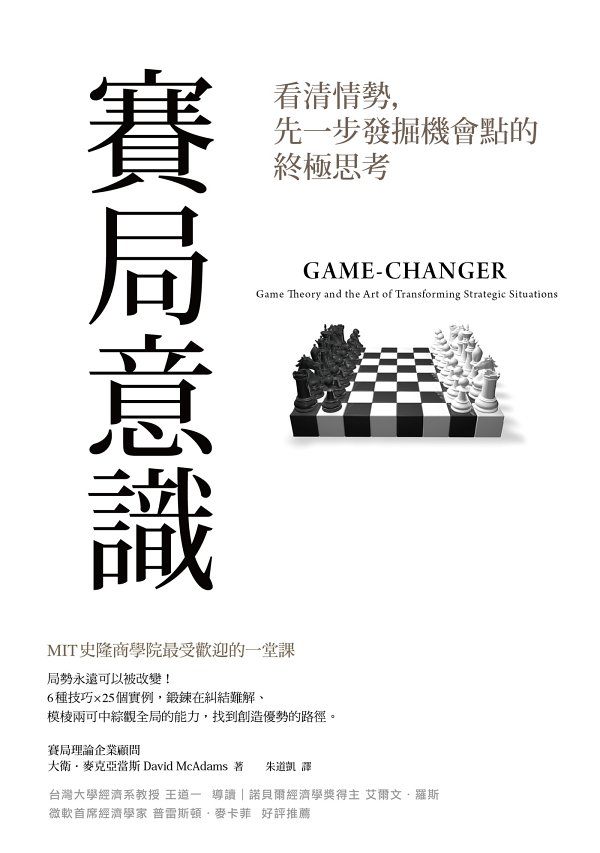 賽局意識
看清情勢,
先一步發掘機會點的
終極思考
GAME-CHANGER
Game Theory and the Art of Transforming Strategic Situations
MIT史隆商學院最受歡迎的一堂課
局勢永遠可以被改變！
6種技巧×25個實例，鍛鍊在糾結難解、
模棱兩可中綜觀全局的能力，找到創造優勢的路徑。
賽局理論企業顧問
大衛．麥克亞當斯 David McAdams 著 朱道凱 譯
台灣大學經濟系教授 王道一 導讀｜諾貝爾經濟學獎得主 艾爾文．羅斯
微軟首席經濟學家 普雷斯頓．麥卡菲 好評推薦